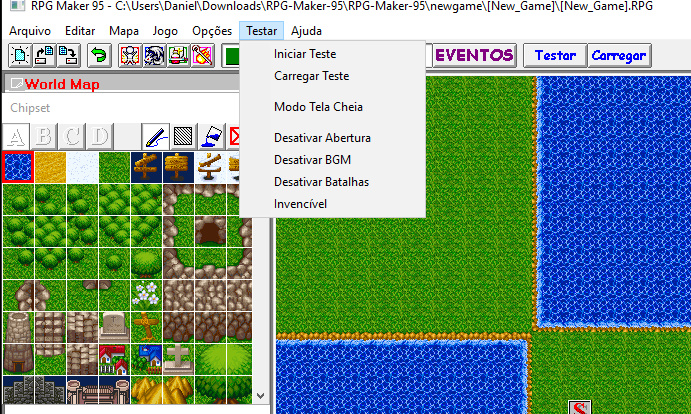 RPG Maker 95 - C:\Users\Daniel\Downloads\RPG-Maker-95\RPG-Maker-95\newgame\[New_Game]\[New_Game].RPG
Arquivo Editar Mapa Jogo Opções Testar Ajuda
EVENTOS Testar Carregar
World Map
Chipset
A B C D
Iniciar Teste
Carregar Teste
Modo Tela Cheia
Desativar Abertura
Desativar BGM
Desativar Batalhas
Invencível
S